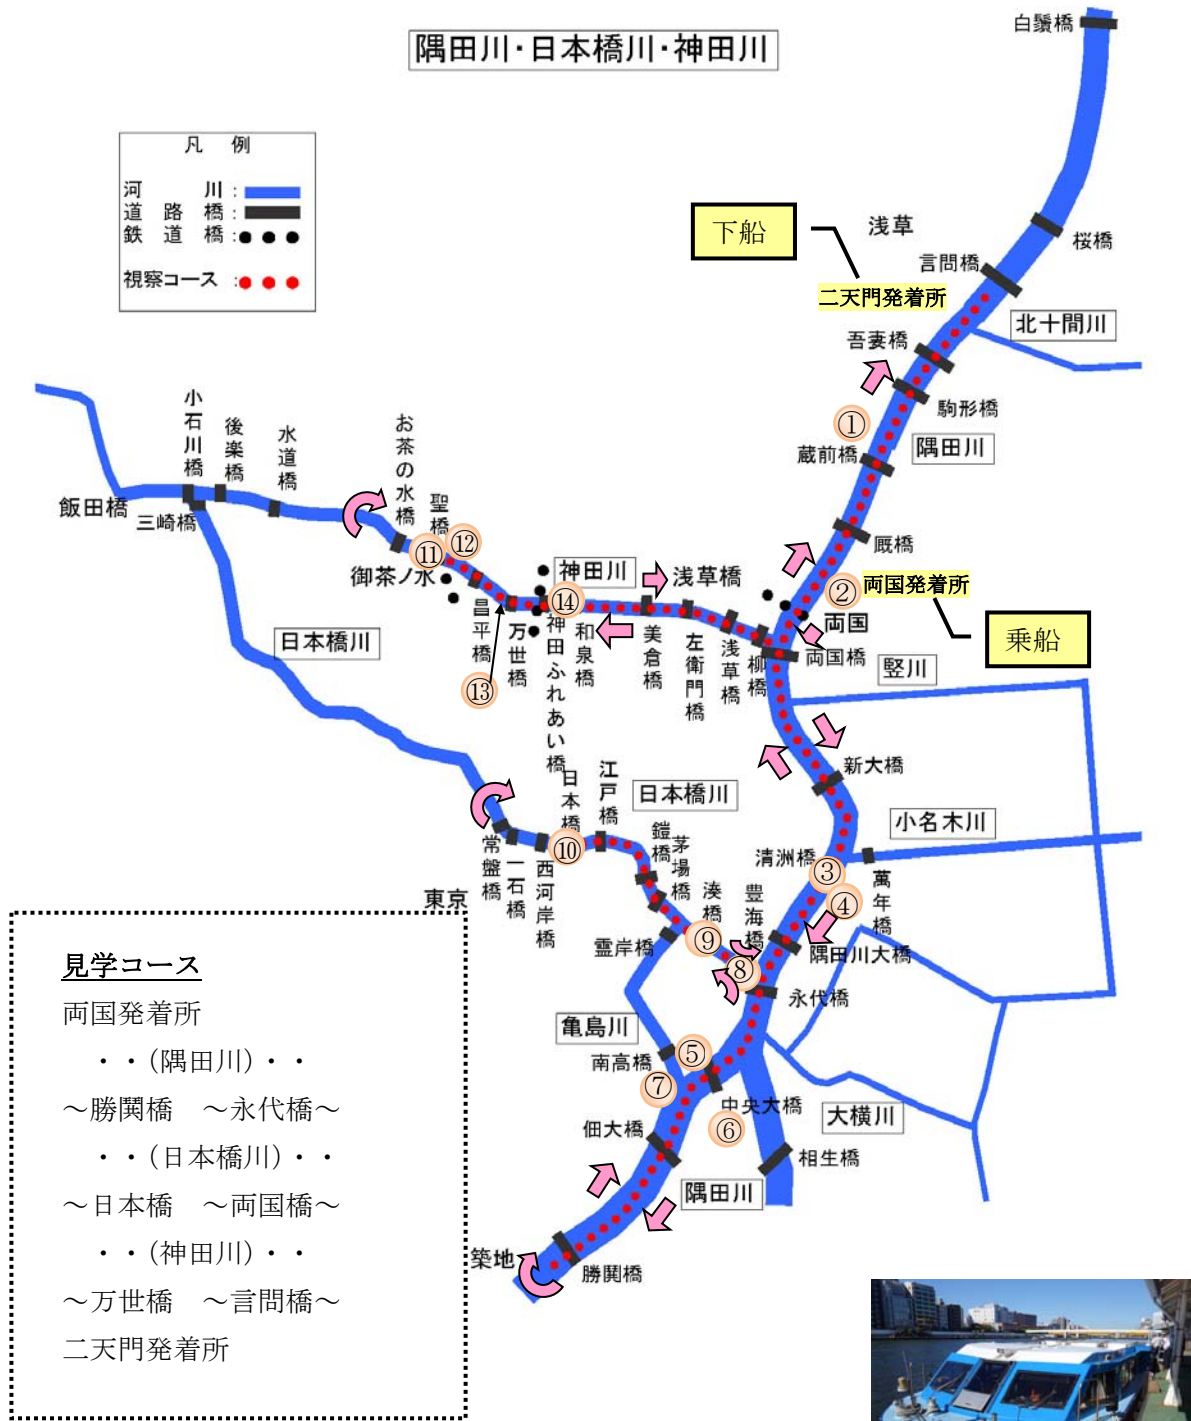 隅田川・日本橋川・神田川
白鬚橋
凡 例
河 川：
道 路 橋：
鉄 道 橋：
視察コース：
下船
浅草
桜橋
言問橋
二天門発着所
北十間川
吾妻橋
駒形橋
①
蔵前橋
隅田川
小石川橋
後楽橋
水道橋
お茶の水橋
聖橋
飯田橋
三崎橋
厩橋
⑪
⑫
御茶ノ水
神田川
浅草橋
②
両国発着所
両国
乗船
昌平橋
万世橋
神田ふれあい橋
⑭
和泉橋
美倉橋
左衛門橋
浅草橋
柳橋
両国橋
竪川
日本橋川
⑬
新大橋
日本橋
江戸橋
日本橋川
小名木川
常盤橋
一石橋
西河岸橋
⑩
鎧橋
茅場橋
湊橋
豊海橋
清洲橋
③
④
萬年橋
東京
霊岸橋
⑨
⑧
隅田川大橋
永代橋
亀島川
南高橋
⑤
⑦
中央大橋
⑥
大横川
佃大橋
相生橋
隅田川
築地
勝鬨橋
見学コース
両国発着所
・・(隅田川)・・
～勝鬨橋 ～永代橋～
・・(日本橋川)・・
～日本橋 ～両国橋～
・・(神田川)・・
～万世橋 ～言問橋～
二天門発着所